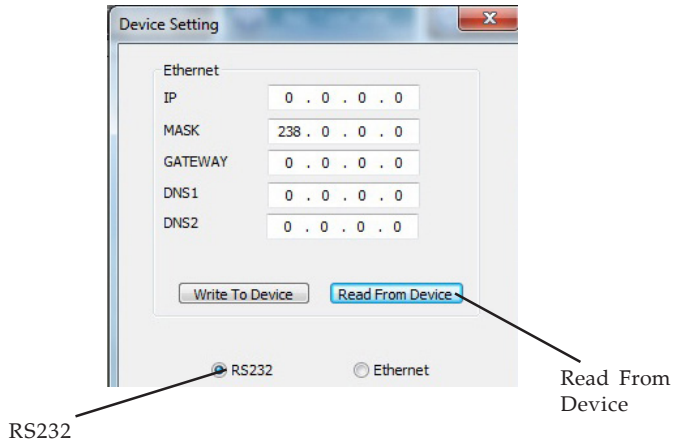 Device Setting
x
Ethernet
IP 0 . 0 . 0 . 0
MASK 238 . 0 . 0 . 0
GATEWAY 0 . 0 . 0 . 0
DNS1 0 . 0 . 0 . 0
DNS2 0 . 0 . 0 . 0
Write To Device Read From Device
RS232 Ethernet
Read From
Device
RS232